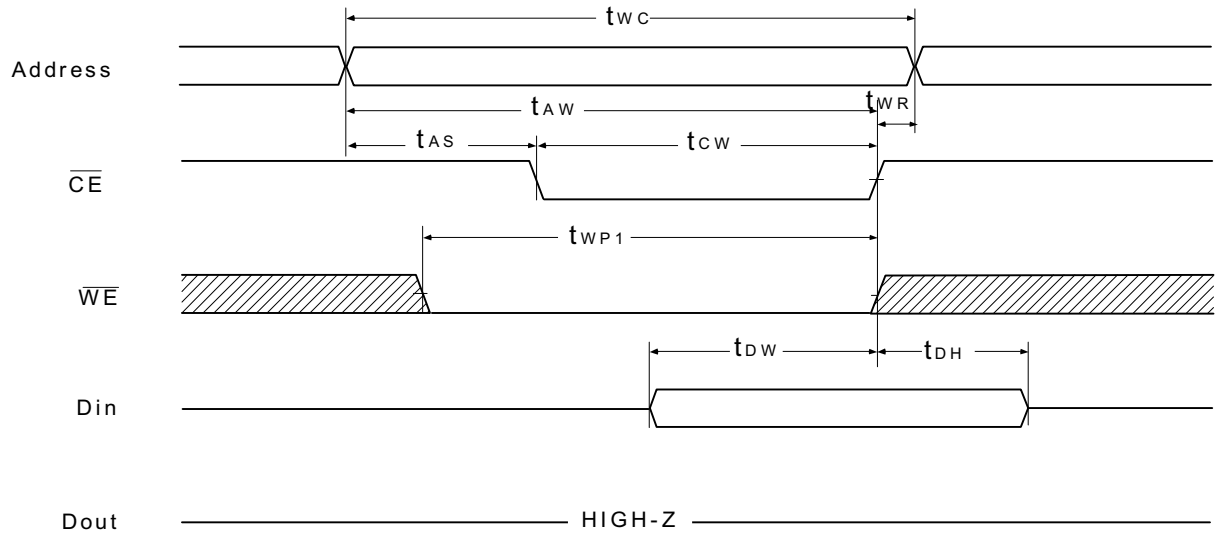 tWC
Address
tAW
tWR
tAS
tCW
CE
tWP1
WE
tDW
tDH
Din
Dout
HIGH-Z